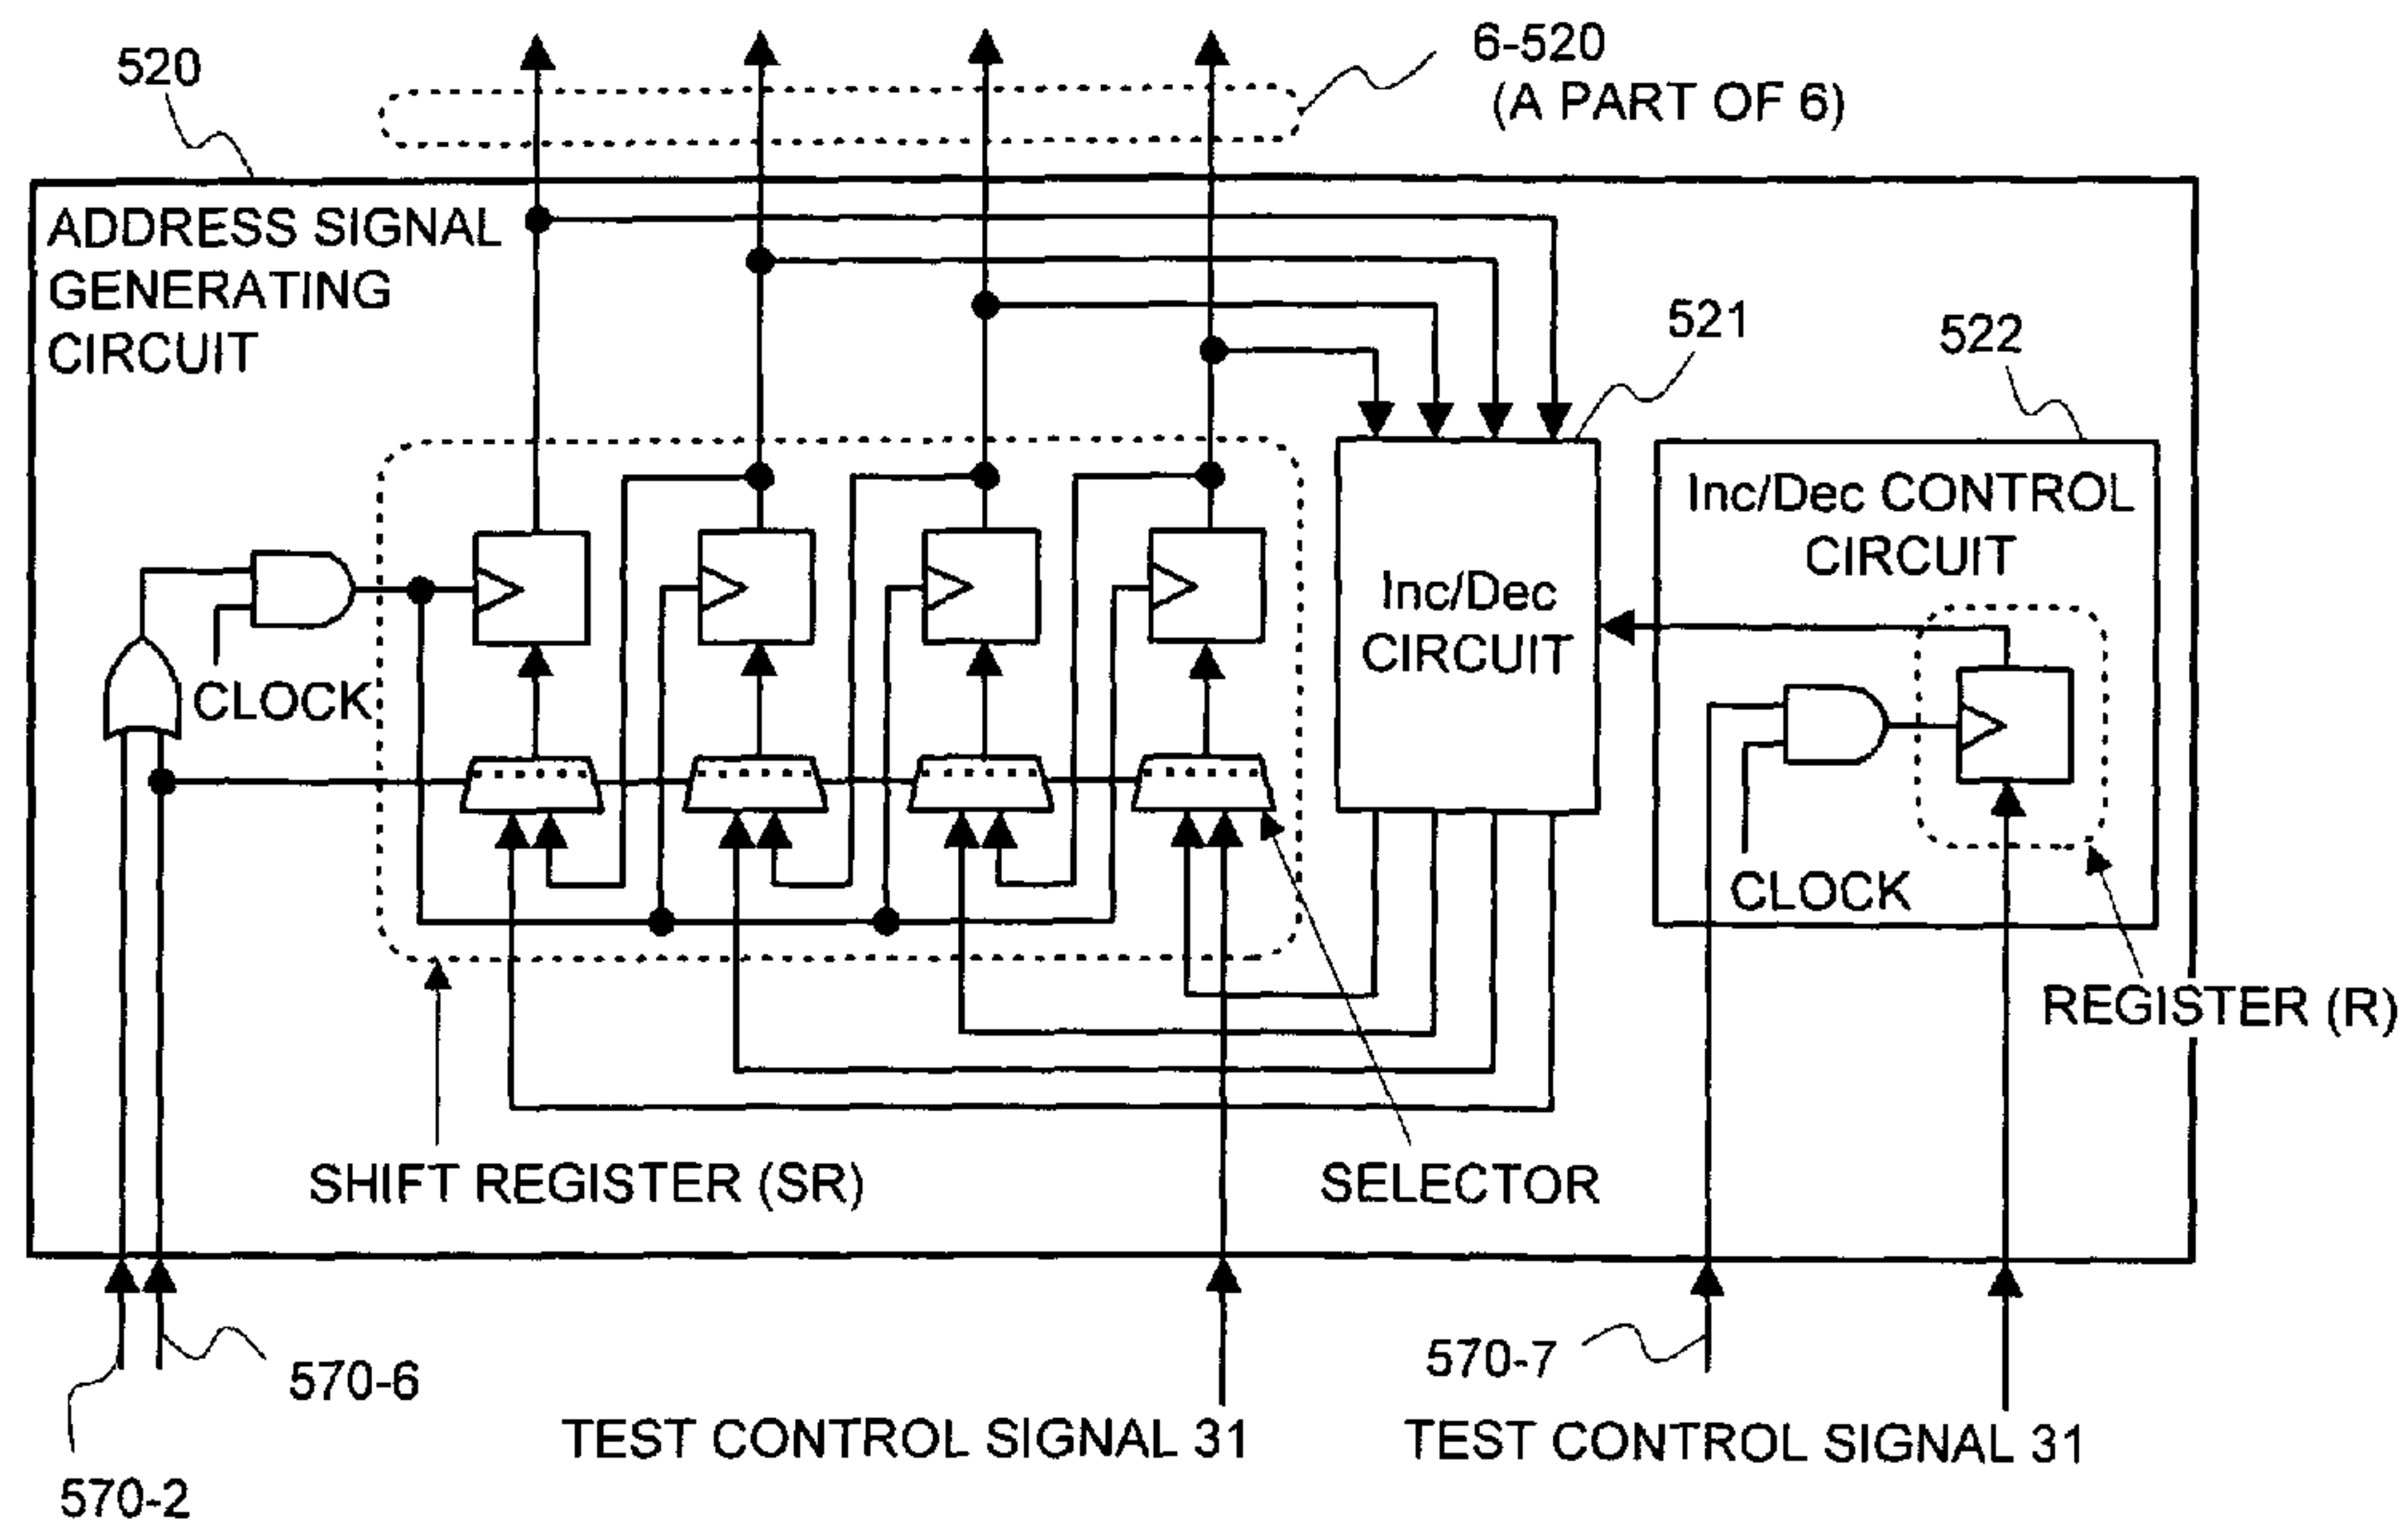 520
6-520
(A PART OF 6)
ADDRESS SIGNAL
GENERATING
CIRCUIT
521
522
Inc/Dec CONTROL
CIRCUIT
Inc/Dec
CIRCUIT
CLOCK
CLOCK
REGISTER (R)
SHIFT REGISTER (SR)
SELECTOR
570-6
570-7
TEST CONTROL SIGNAL 31
TEST CONTROL SIGNAL 31
570-2